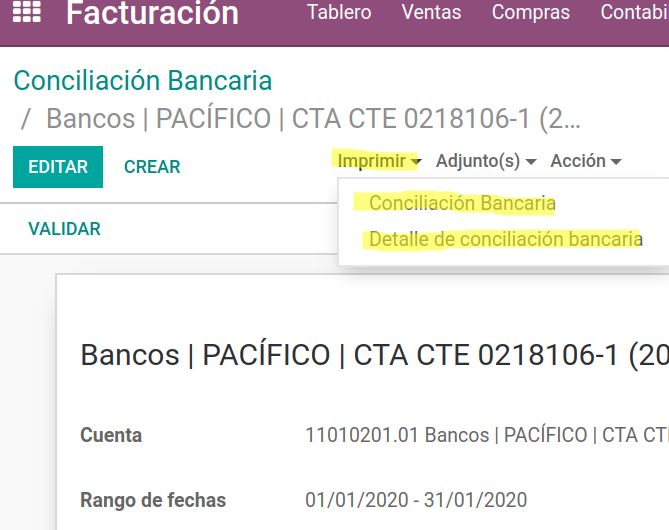 Facturación Tablero Ventas Compras
Conciliación Bancaria
/ Bancos | PACÍFICO | CTA CTE 0218106-1 (2...
EDITAR CREAR Imprimir Adjunto(s) Acción
Conciliación Bancaria
VALIDAR
Detalle de conciliación bancaria
Bancos | PACÍFICO | CTA CTE 0218106-1 (20
Cuenta 11010201.01 Bancos | PACÍFICO | CTA
Rango de fechas 01/01/2020 - 31/01/2020